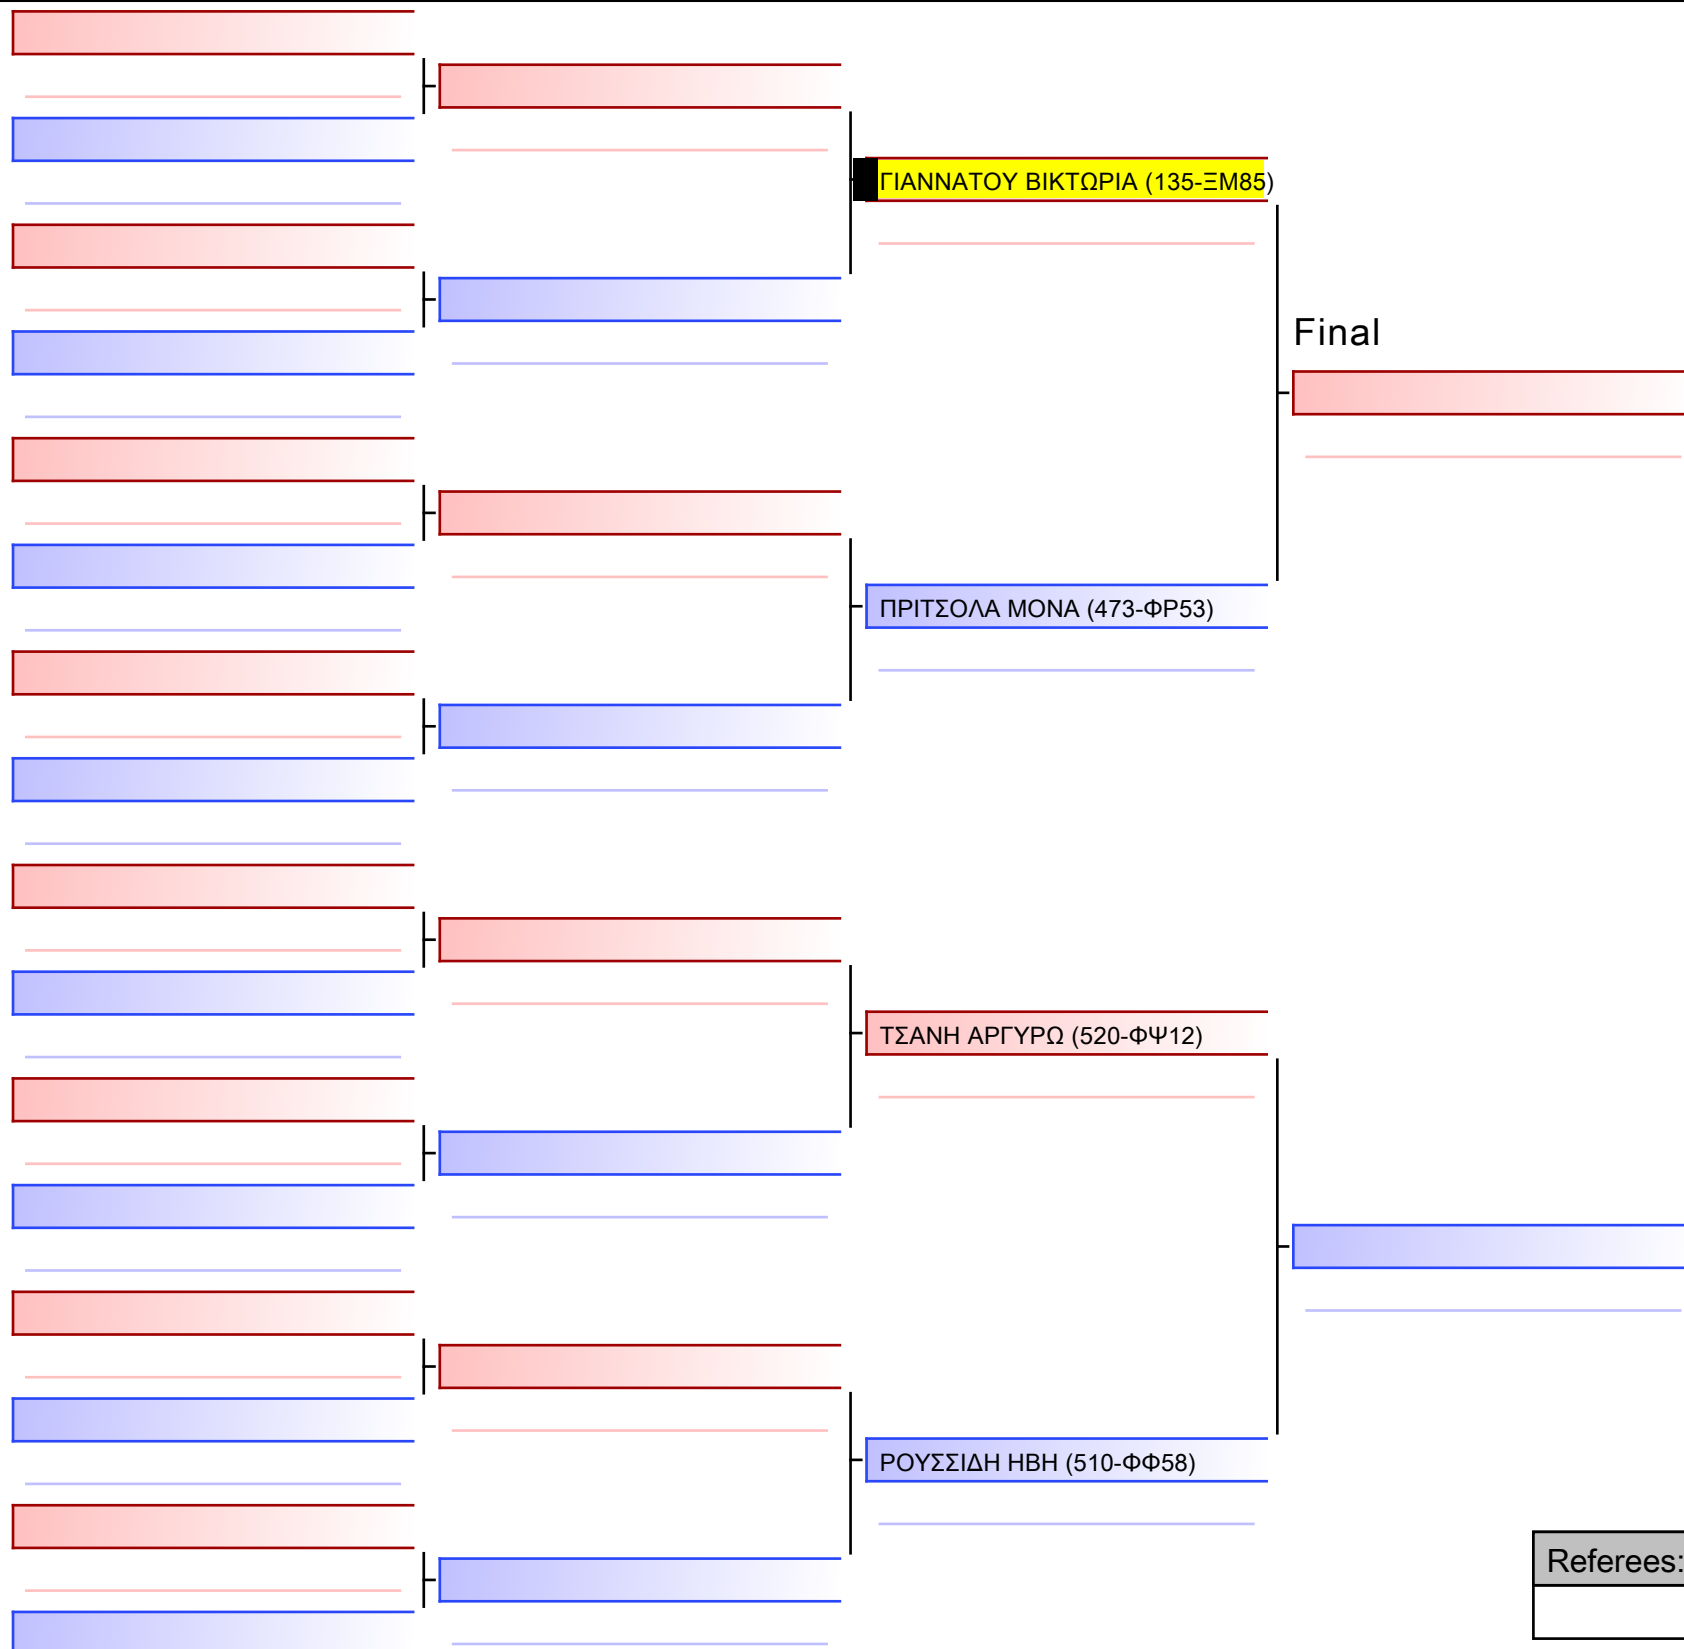 ΓΙΑΝΝΑΤΟΥ ΒΙΚΤΩΡΙΑ (135-ΞΜ85)
Final
ΠΡΙΤΣΟΛΑ ΜΟΝΑ (473-ΦΡ53)
ΤΣΑΝΗ ΑΡΓΥΡΩ (520-ΦΨ12)
ΡΟΥΣΣΙΔΗ ΗΒΗ (510-ΦΦ58)
Referees: